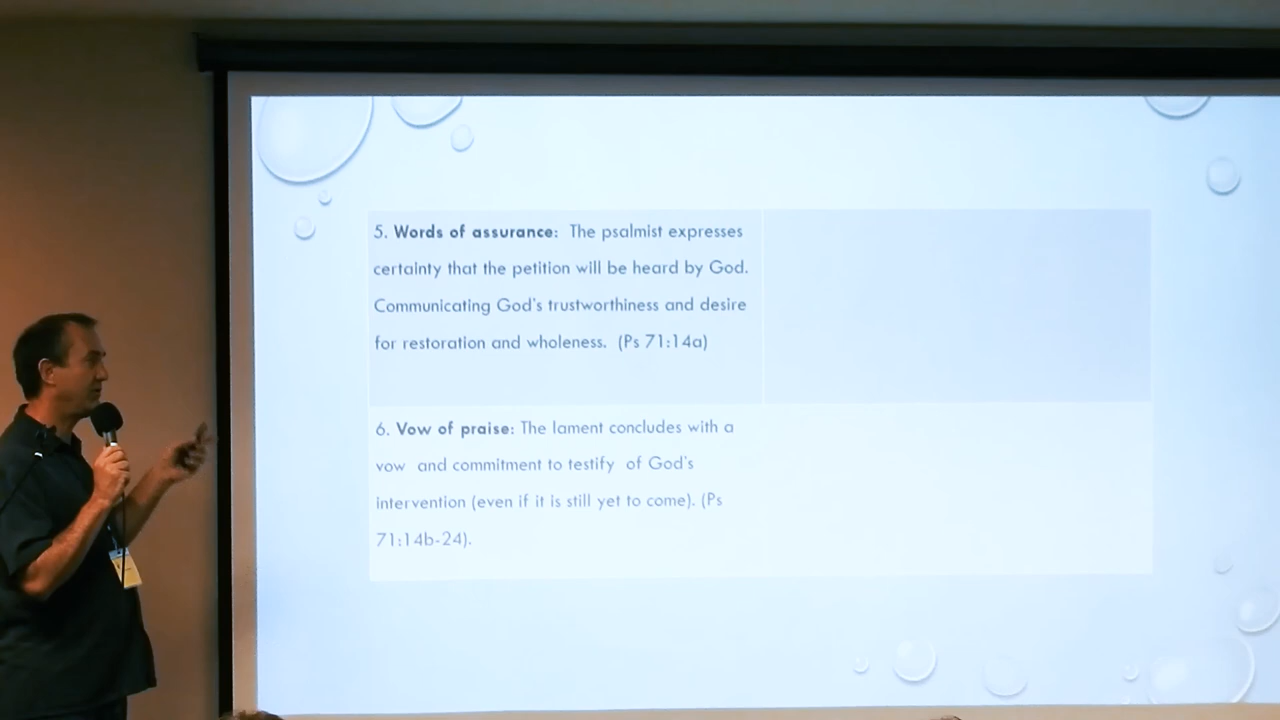 5. Words of assurance: The psalmist expresses
certainty that the petition will be heard by God.
Communicating God's trustworthiness and desire
for restoration and wholeness. (Ps 71:14a)
6. Vow of praise: The lament concludes with a
vow and commitment to testify of God's
intervention (even if it is still yet to come). (Ps
71:14b-24).